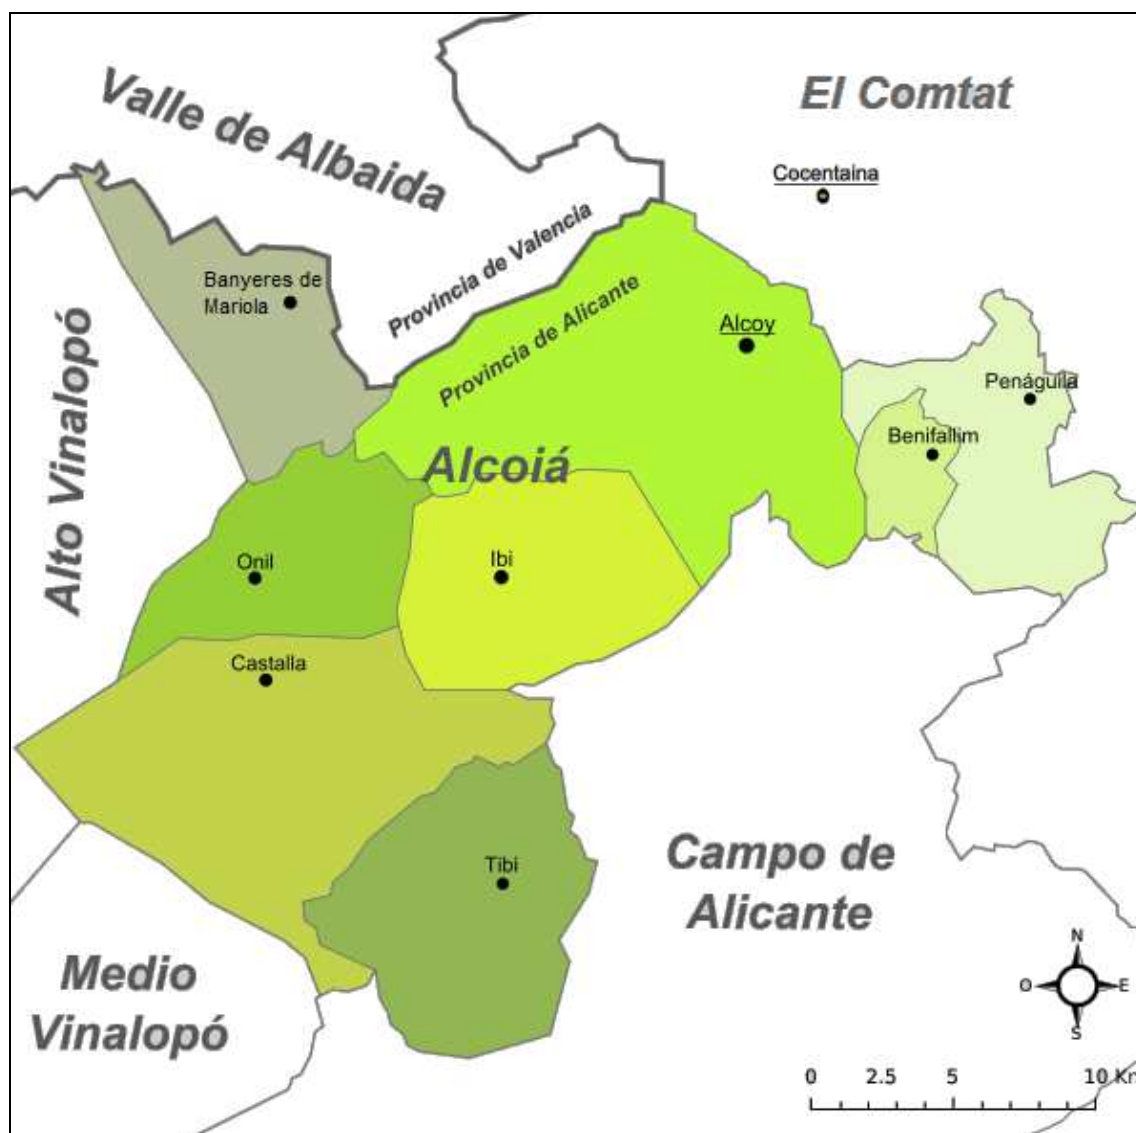 El Comtat
Valle de
Albaida
Cocentaina
Provincia de Valencia
Provincia de Alicante
Banyeres de
Mariola
Alcoy
Alto Vinalopó
Penáguila
Benifallim
Alcoiá
Onil
Ibi
Castalla
Tibi
Campo de
Alicante
Medio
Vinalopó
N
O
E
S
0 2.5 5 10 Km